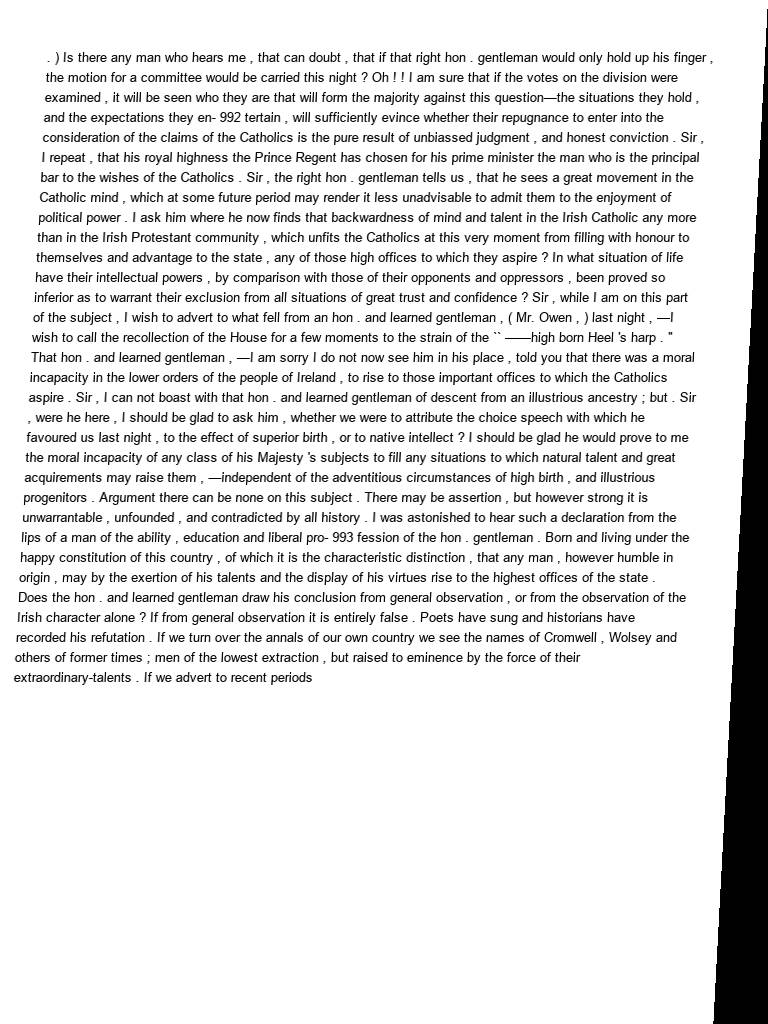 . ) Is there any man who hears me , that can doubt , that if that right hon . gentleman would only hold up his finger ,
the motion for a committee would be carried this night ? Oh ! ! I am sure that if the votes on the division were
examined , it will be seen who they are that will form the majority against this question—the situations they hold ,
and the expectations they en- 992 tertain , will sufficiently evince whether their repugnance to enter into the
consideration of the claims of the Catholics is the pure result of unbiassed judgment , and honest conviction . Sir ,
I repeat , that his royal highness the Prince Regent has chosen for his prime minister the man who is the principal
bar to the wishes of the Catholics . Sir , the right hon . gentleman tells us , that he sees a great movement in the
Catholic mind , which at some future period may render it less unadvisable to admit them to the enjoyment of
political power . I ask him where he now finds that backwardness of mind and talent in the Irish Catholic any more
than in the Irish Protestant community , which unfits the Catholics at this very moment from filling with honour to
themselves and advantage to the state , any of those high offices to which they aspire ? In what situation of life
have their intellectual powers , by comparison with those of their opponents and oppressors , been proved so
inferior as to warrant their exclusion from all situations of great trust and confidence ? Sir , while I am on this part
of the subject , I wish to advert to what fell from an hon . and learned gentleman , ( Mr. Owen , ) last night , —I
wish to call the recollection of the House for a few moments to the strain of the `` ——high born Heel 's harp . "
That hon . and learned gentleman , —I am sorry I do not now see him in his place , told you that there was a moral
incapacity in the lower orders of the people of Ireland , to rise to those important offices to which the Catholics
aspire . Sir , I can not boast with that hon . and learned gentleman of descent from an illustrious ancestry ; but . Sir
, were he here , I should be glad to ask him , whether we were to attribute the choice speech with which he
favoured us last night , to the effect of superior birth , or to native intellect ? I should be glad he would prove to me
the moral incapacity of any class of his Majesty 's subjects to fill any situations to which natural talent and great
acquirements may raise them , —independent of the adventitious circumstances of high birth , and illustrious
progenitors . Argument there can be none on this subject . There may be assertion , but however strong it is
unwarrantable , unfounded , and contradicted by all history . I was astonished to hear such a declaration from the
lips of a man of the ability , education and liberal pro- 993 fession of the hon . gentleman . Born and living under the
happy constitution of this country , of which it is the characteristic distinction , that any man , however humble in
origin , may by the exertion of his talents and the display of his virtues rise to the highest offices of the state .
Does the hon . and learned gentleman draw his conclusion from general observation , or from the observation of the
Irish character alone ? If from general observation it is entirely false . Poets have sung and historians have
recorded his refutation . If we turn over the annals of our own country we see the names of Cromwell , Wolsey and
others of former times ; men of the lowest extraction , but raised to eminence by the force of their
extraordinary-talents . If we advert to recent periods